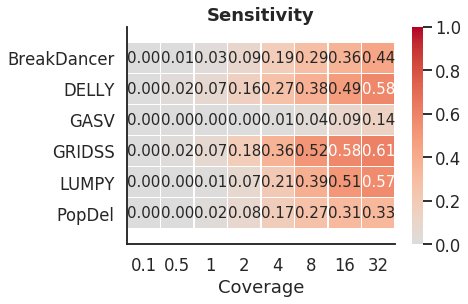 Sensitivity
BreakDancer 0.00 0.01 0.03 0.09 0.19 0.29 0.36 0.44
DELLY 0.00 0.02 0.07 0.16 0.27 0.38 0.49 0.58
GASV 0.00 0.00 0.00 0.00 0.01 0.04 0.09 0.14
GRIDSS 0.00 0.02 0.07 0.18 0.36 0.52 0.58 0.61
LUMPY 0.00 0.00 0.01 0.07 0.21 0.39 0.51 0.57
PopDel 0.00 0.00 0.02 0.08 0.17 0.27 0.31 0.33
0.1 0.5 1 2 4 8 16 32
Coverage
1.0
0.8
0.6
0.4
0.2
0.0